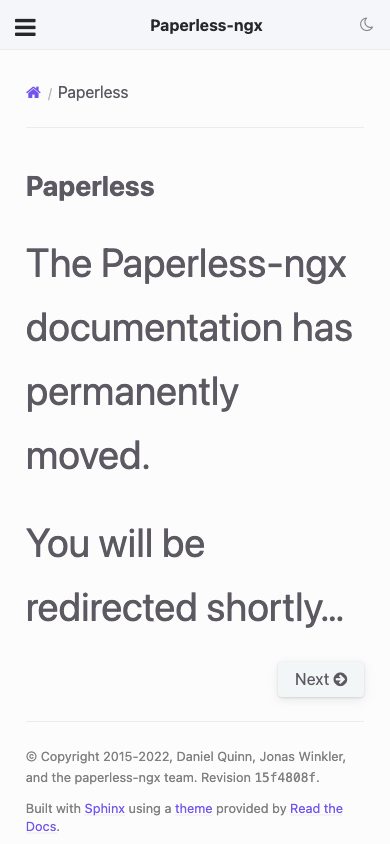 Paperless-ngx
/ Paperless
Paperless
The Paperless-ngx
documentation has
permanently
moved.
You will be
redirected shortly...
Next
© Copyright 2015-2022, Daniel Quinn, Jonas Winkler,
and the paperless-ngx team. Revision 15f4808f.
Built with Sphinx using a theme provided by Read the
Docs.